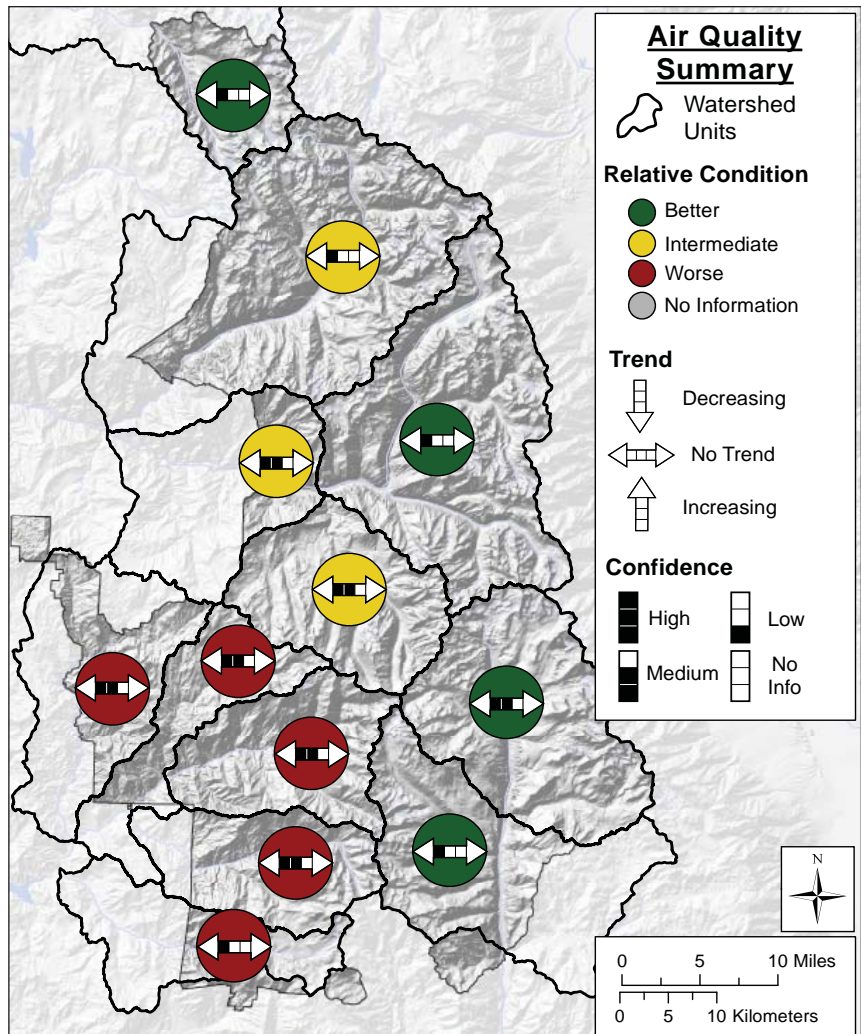 Air Quality
Summary
Watershed
Units
Relative Condition
Better
Intermediate
Worse
No Information
Trend
Decreasing
No Trend
Increasing
Confidence
High
Low
Medium
No
Info
N
0 5 10 Miles
0 5 10 Kilometers